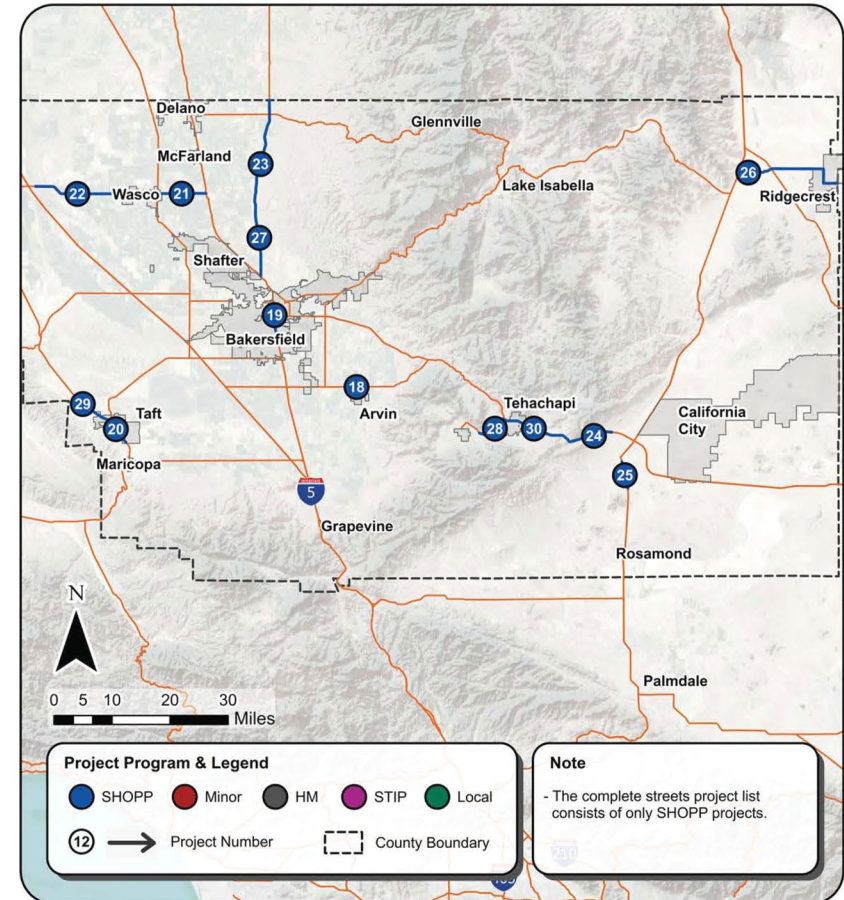 Delano
Glennville
McFarland
23
26
22
Wasco
21
Lake Isabella
Ridgecrest
27
Shafter
19
Bakersfield
18
29
Taft
Arvin
Tehachapi
California
City
20
28
30
24
Maricopa
25
5
Grapevine
Rosamond
N
Palmdale
0 5 10 20 30
Miles
Project Program & Legend
SHOPP
Minor
HM
STIP
Local
12
Project Number
County Boundary
Note
- The complete streets project list
consists of only SHOPP projects.
210